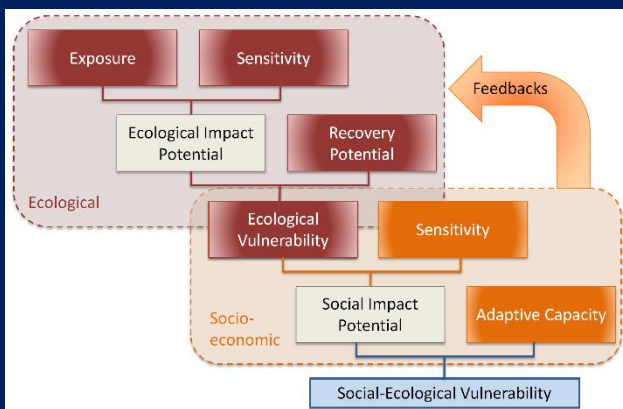 Exposure
Sensitivity
Feedbacks
Ecological Impact
Potential
Recovery
Potential
Ecological
Ecological
Vulnerability
Sensitivity
Social Impact
Potential
Adaptive Capacity
Socio-
economic
Social-Ecological Vulnerability